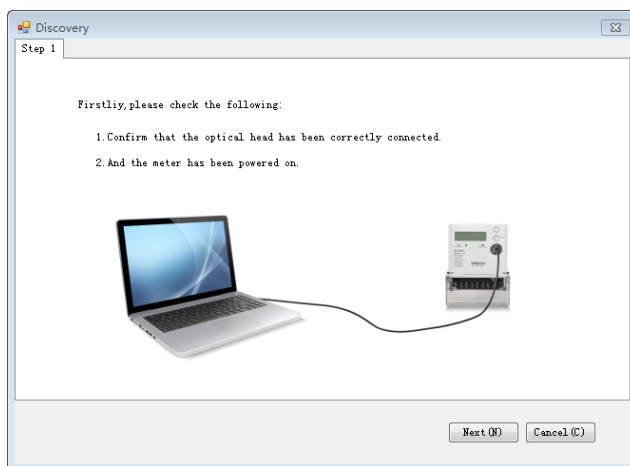 Discovery
Step 1
Firstliy,please check the following:
1.Confirm that the optical head has been correctly connected.
2.And the meter has been powered on.
Next(N) Cancel(C)